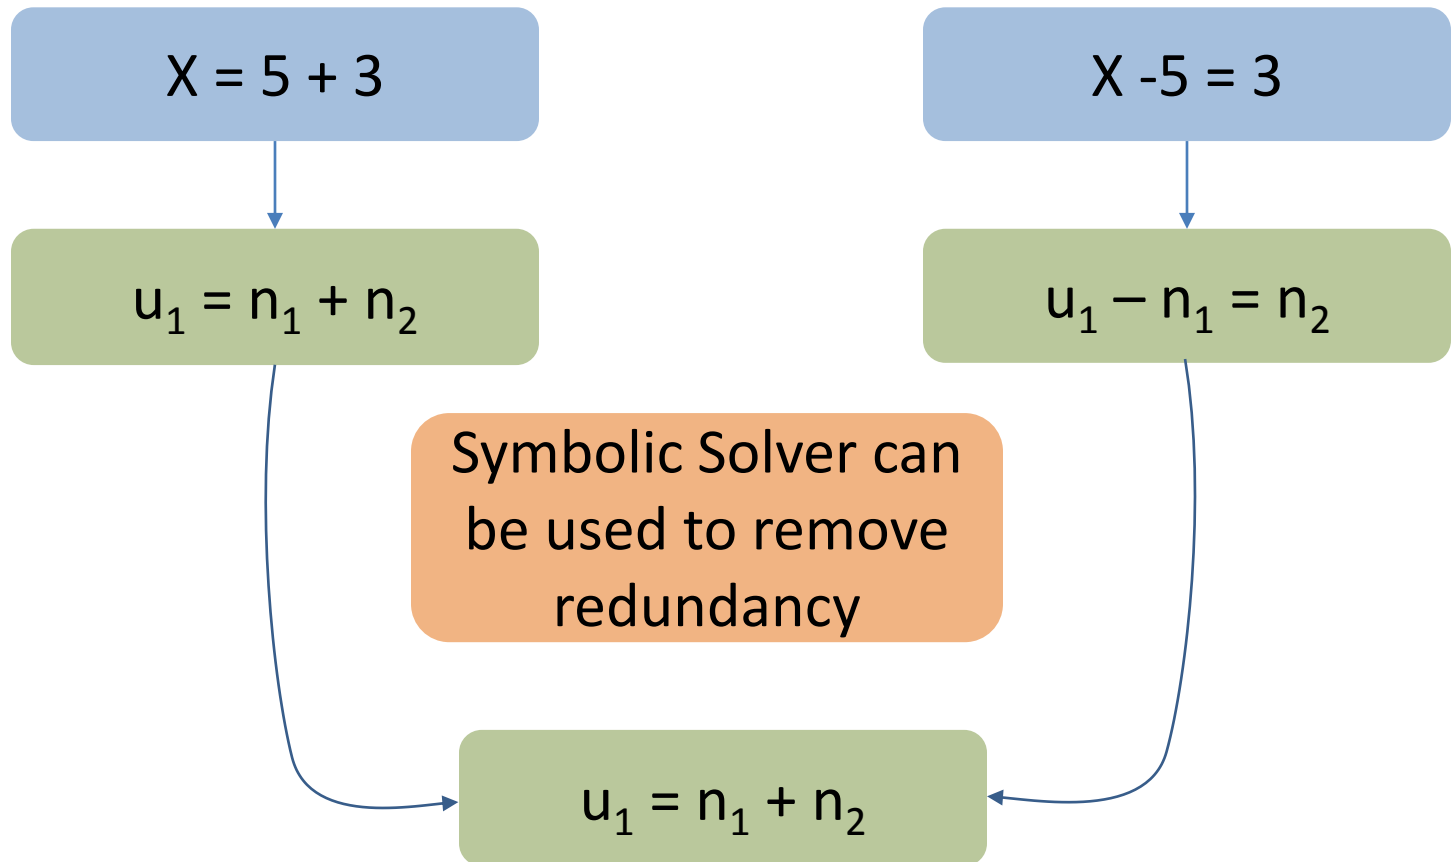 X = 5 + 3
X -5 = 3
u₁ = n₁ + n₂
u₁ – n₁ = n₂
Symbolic Solver can
be used to remove
redundancy
u₁ = n₁ + n₂